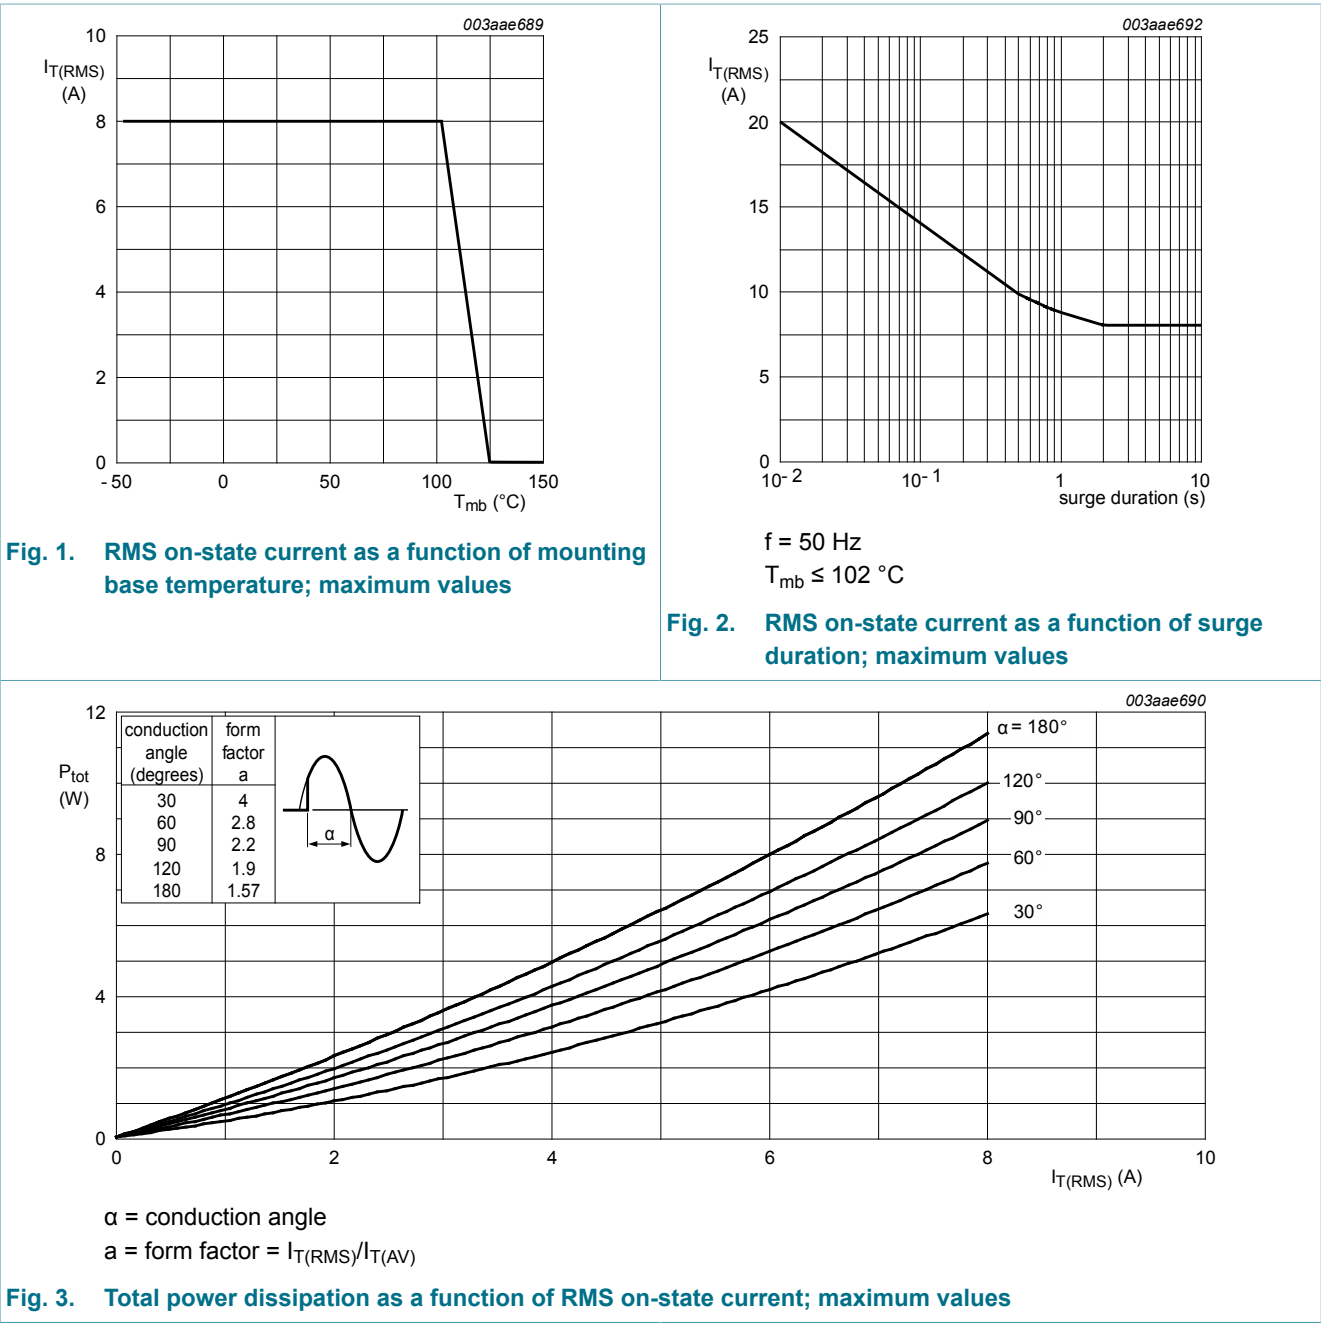 003aae689
10
IT(RMS)
(A)
8
6
4
2
0
- 50
0
50
100
150
Tmb (°C)
Fig. 1. RMS on-state current as a function of mounting
base temperature; maximum values
003aae692
25
IT(RMS)
(A)
20
15
10
5
0
10- 2
10- 1
1
10
surge duration (s)
f = 50 Hz
Tmb ≤ 102 °C
Fig. 2. RMS on-state current as a function of surge
duration; maximum values
003aae690
12
Ptot
(W)
8
4
0
conduction form
angle factor
(degrees) a
30 4
60 2.8
90 2.2
120 1.9
180 1.57
α
α = 180°
120°
90°
60°
30°
0
2
4
6
8
10
IT(RMS) (A)
α = conduction angle
a = form factor = IT(RMS)/IT(AV)
Fig. 3. Total power dissipation as a function of RMS on-state current; maximum values